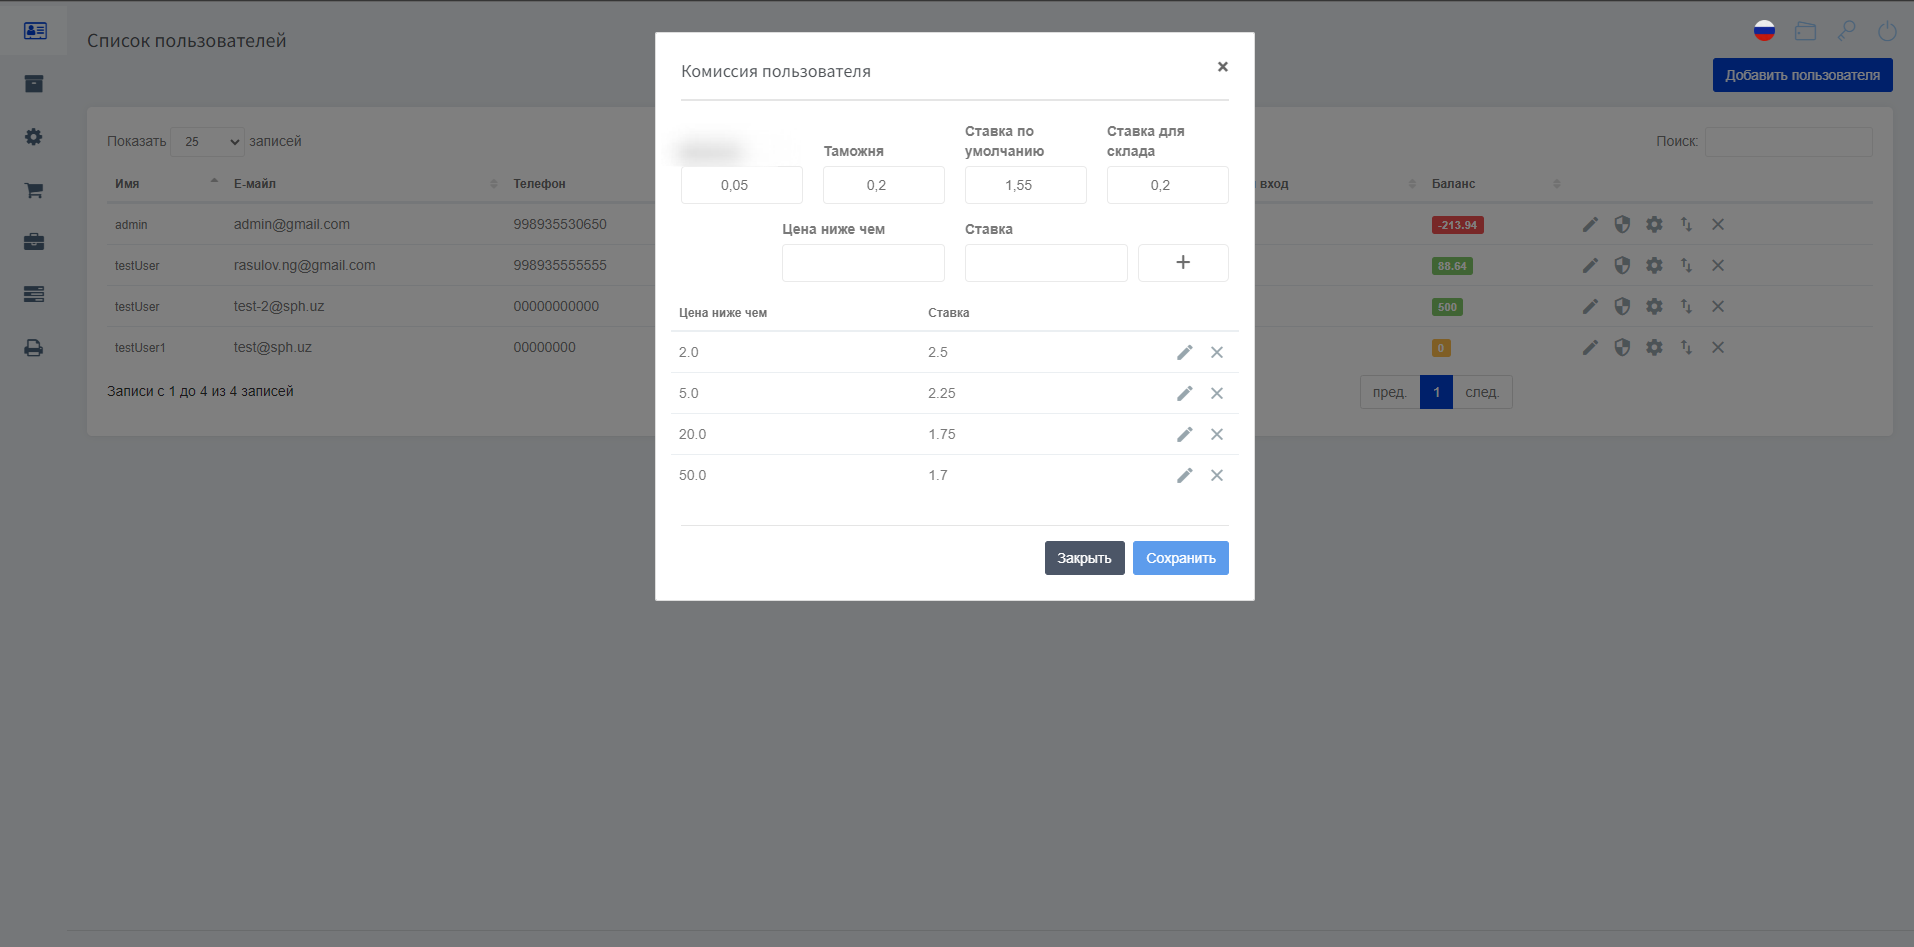 Список пользователей
Добавить пользователя
Показать 25 записей
Поиск:
Имя Е-майл Телефон вход Баланс
admin admin@gmail.com 998935530650 -213.94
testUser rasulov.ng@gmail.com 998935555555 88.64
testUser test-2@sph.uz 00000000000 500
testUser1 test@sph.uz 00000000 0
Записи с 1 до 4 из 4 записей
пред. 1 след.
Комиссия пользователя ×
Таможня
Ставка по
умолчанию
Ставка для
склада
0,05 0,2 1,55 0,2
Цена ниже чем Ставка
+
Цена ниже чем Ставка
2.0 2.5
5.0 2.25
20.0 1.75
50.0 1.7
Закрыть Сохранить